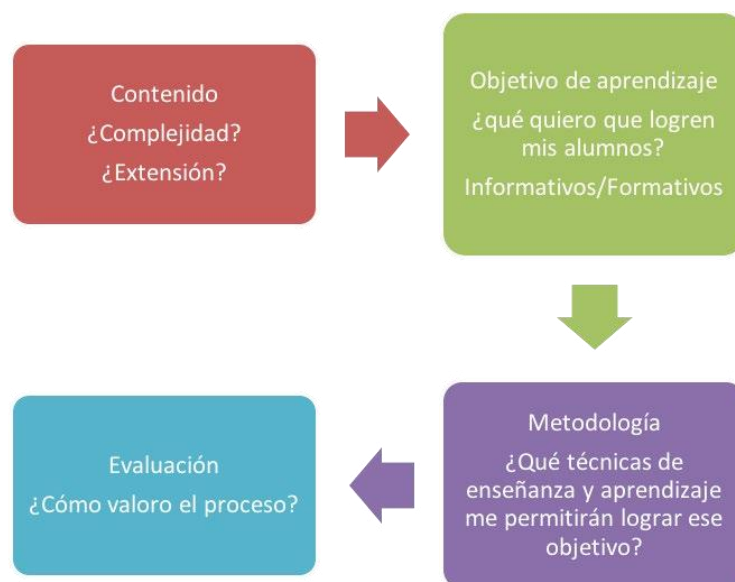 Contenido
¿Complejidad?
¿Extensión?
Objetivo de aprendizaje
¿qué quiero que logren
mis alumnos?
Informativos/Formativos
Metodología
¿Qué técnicas de
enseñanza y aprendizaje
me permitirán lograr ese
objetivo?
Evaluación
¿Cómo valoro el proceso?